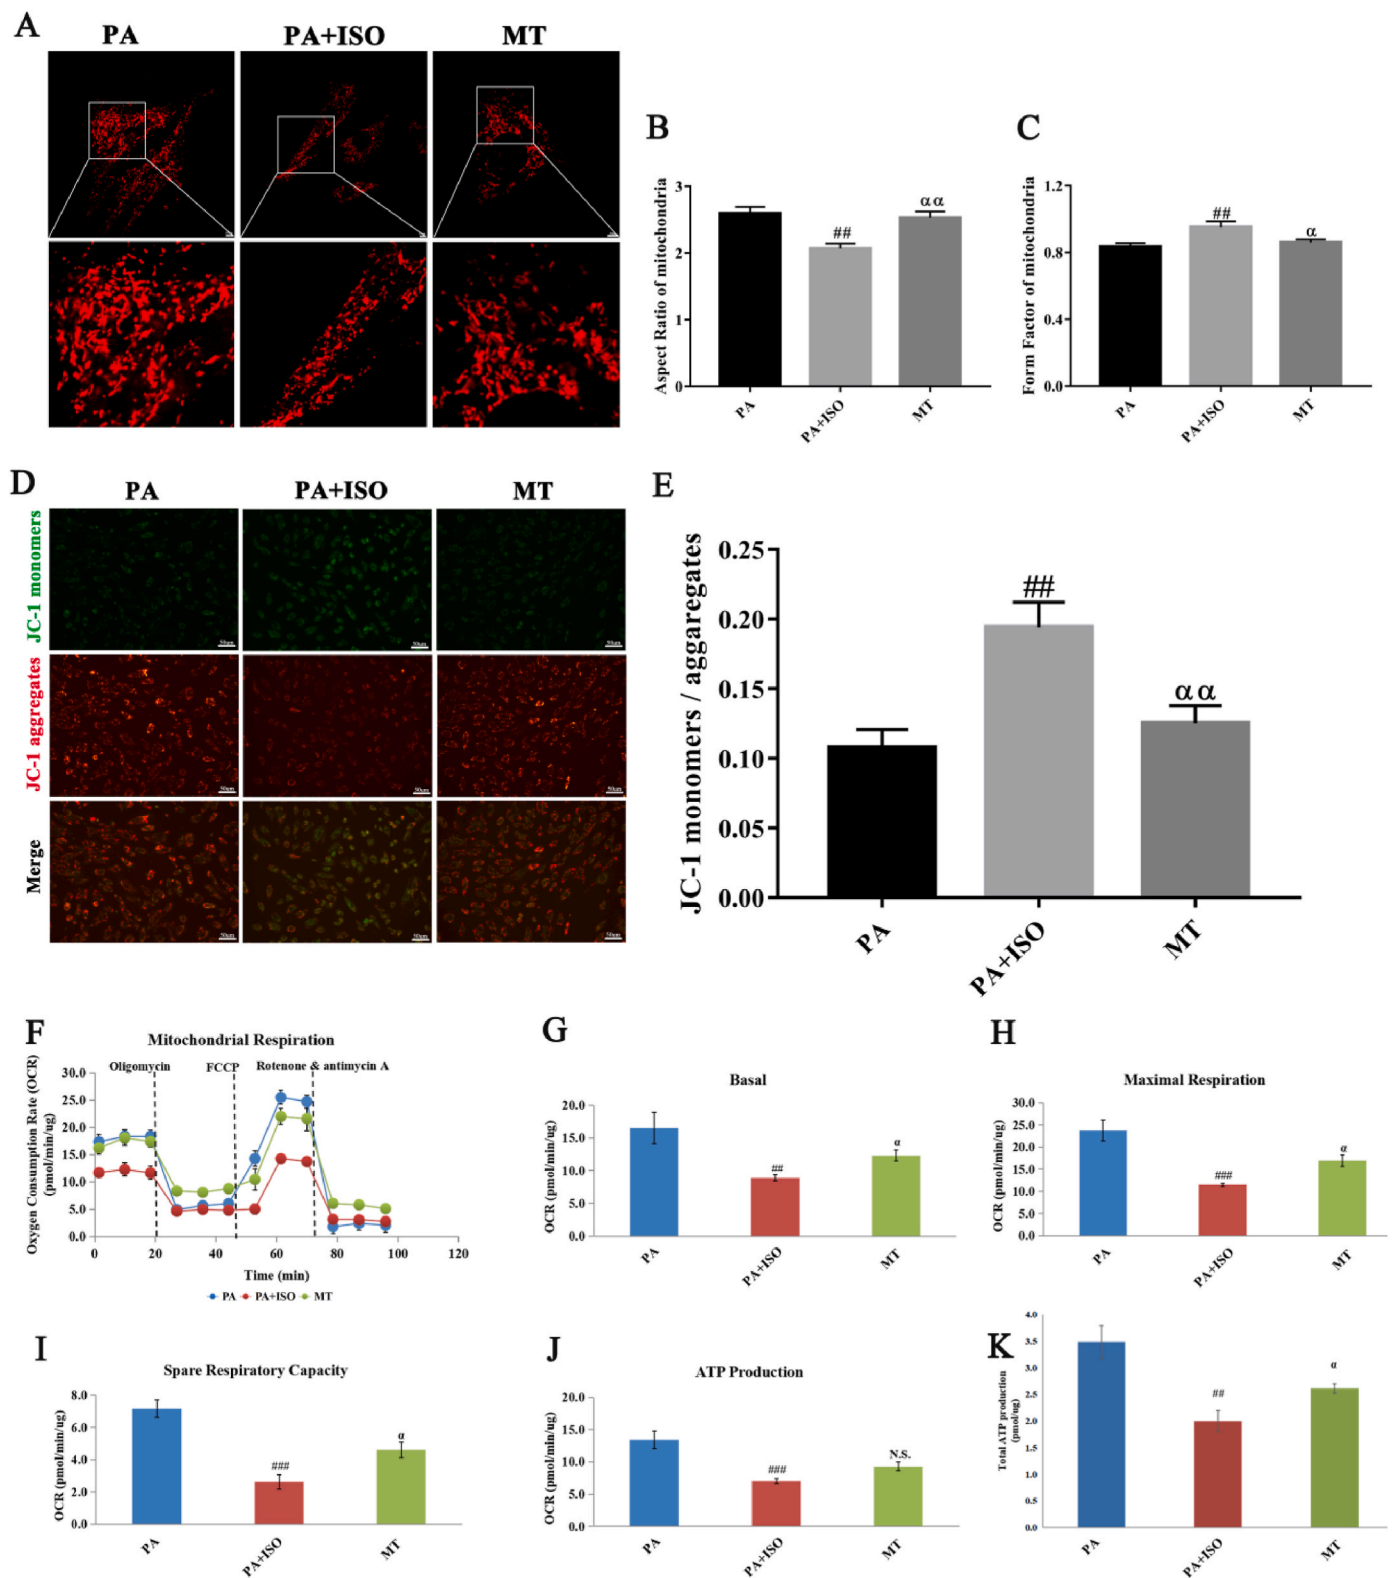 A
PA PA+ISO MT
B
Aspect Ratio of mitochondria
3
2
1
0
##
αα
PA PA+ISO MT
C
Form Factor of mitochondria
1.2
0.8
0.4
0.0
##
α
PA PA+ISO MT
D
PA PA+ISO MT
JC-1 monomers
50um 50um 50um
JC-1 aggregates
50um 50um 50um
Merge
50um 50um 50um
E
JC-1 monomers / aggaregates
0.25
0.20
0.15
0.10
0.05
0.00
##
αα
PA PA+ISO MT
F
Mitochondrial Respiration
Oligomycin FCCP Rotenone & antimycin A
Oxygen Consumption Rate (OCR)
(pmol/min/ug)
30.0
25.0
20.0
15.0
10.0
5.0
0.0
0 20 40 60 80 100 120
Time (min)
PA PA+ISO MT
G
Basal
OCR (pmol/min/ug)
20.0
15.0
10.0
5.0
0.0
##
α
PA PA+ISO MT
H
Maximal Respiration
OCR (pmol/min/ug)
30.0
25.0
20.0
15.0
10.0
5.0
0.0
###
α
PA PA+ISO MT
I
Spare Respiratory Capacity
OCR (pmol/min/ug)
8.0
6.0
4.0
2.0
0.0
###
α
PA PA+ISO MT
J
ATP Production
OCR (pmol/min/ug)
20.0
15.0
10.0
5.0
0.0
###
N.S.
PA PA+ISO MT
K
Total ATP production
(pmol/ug)
4.0
3.5
3.0
2.5
2.0
1.5
1.0
0.5
0.0
##
α
PA PA+ISO MT